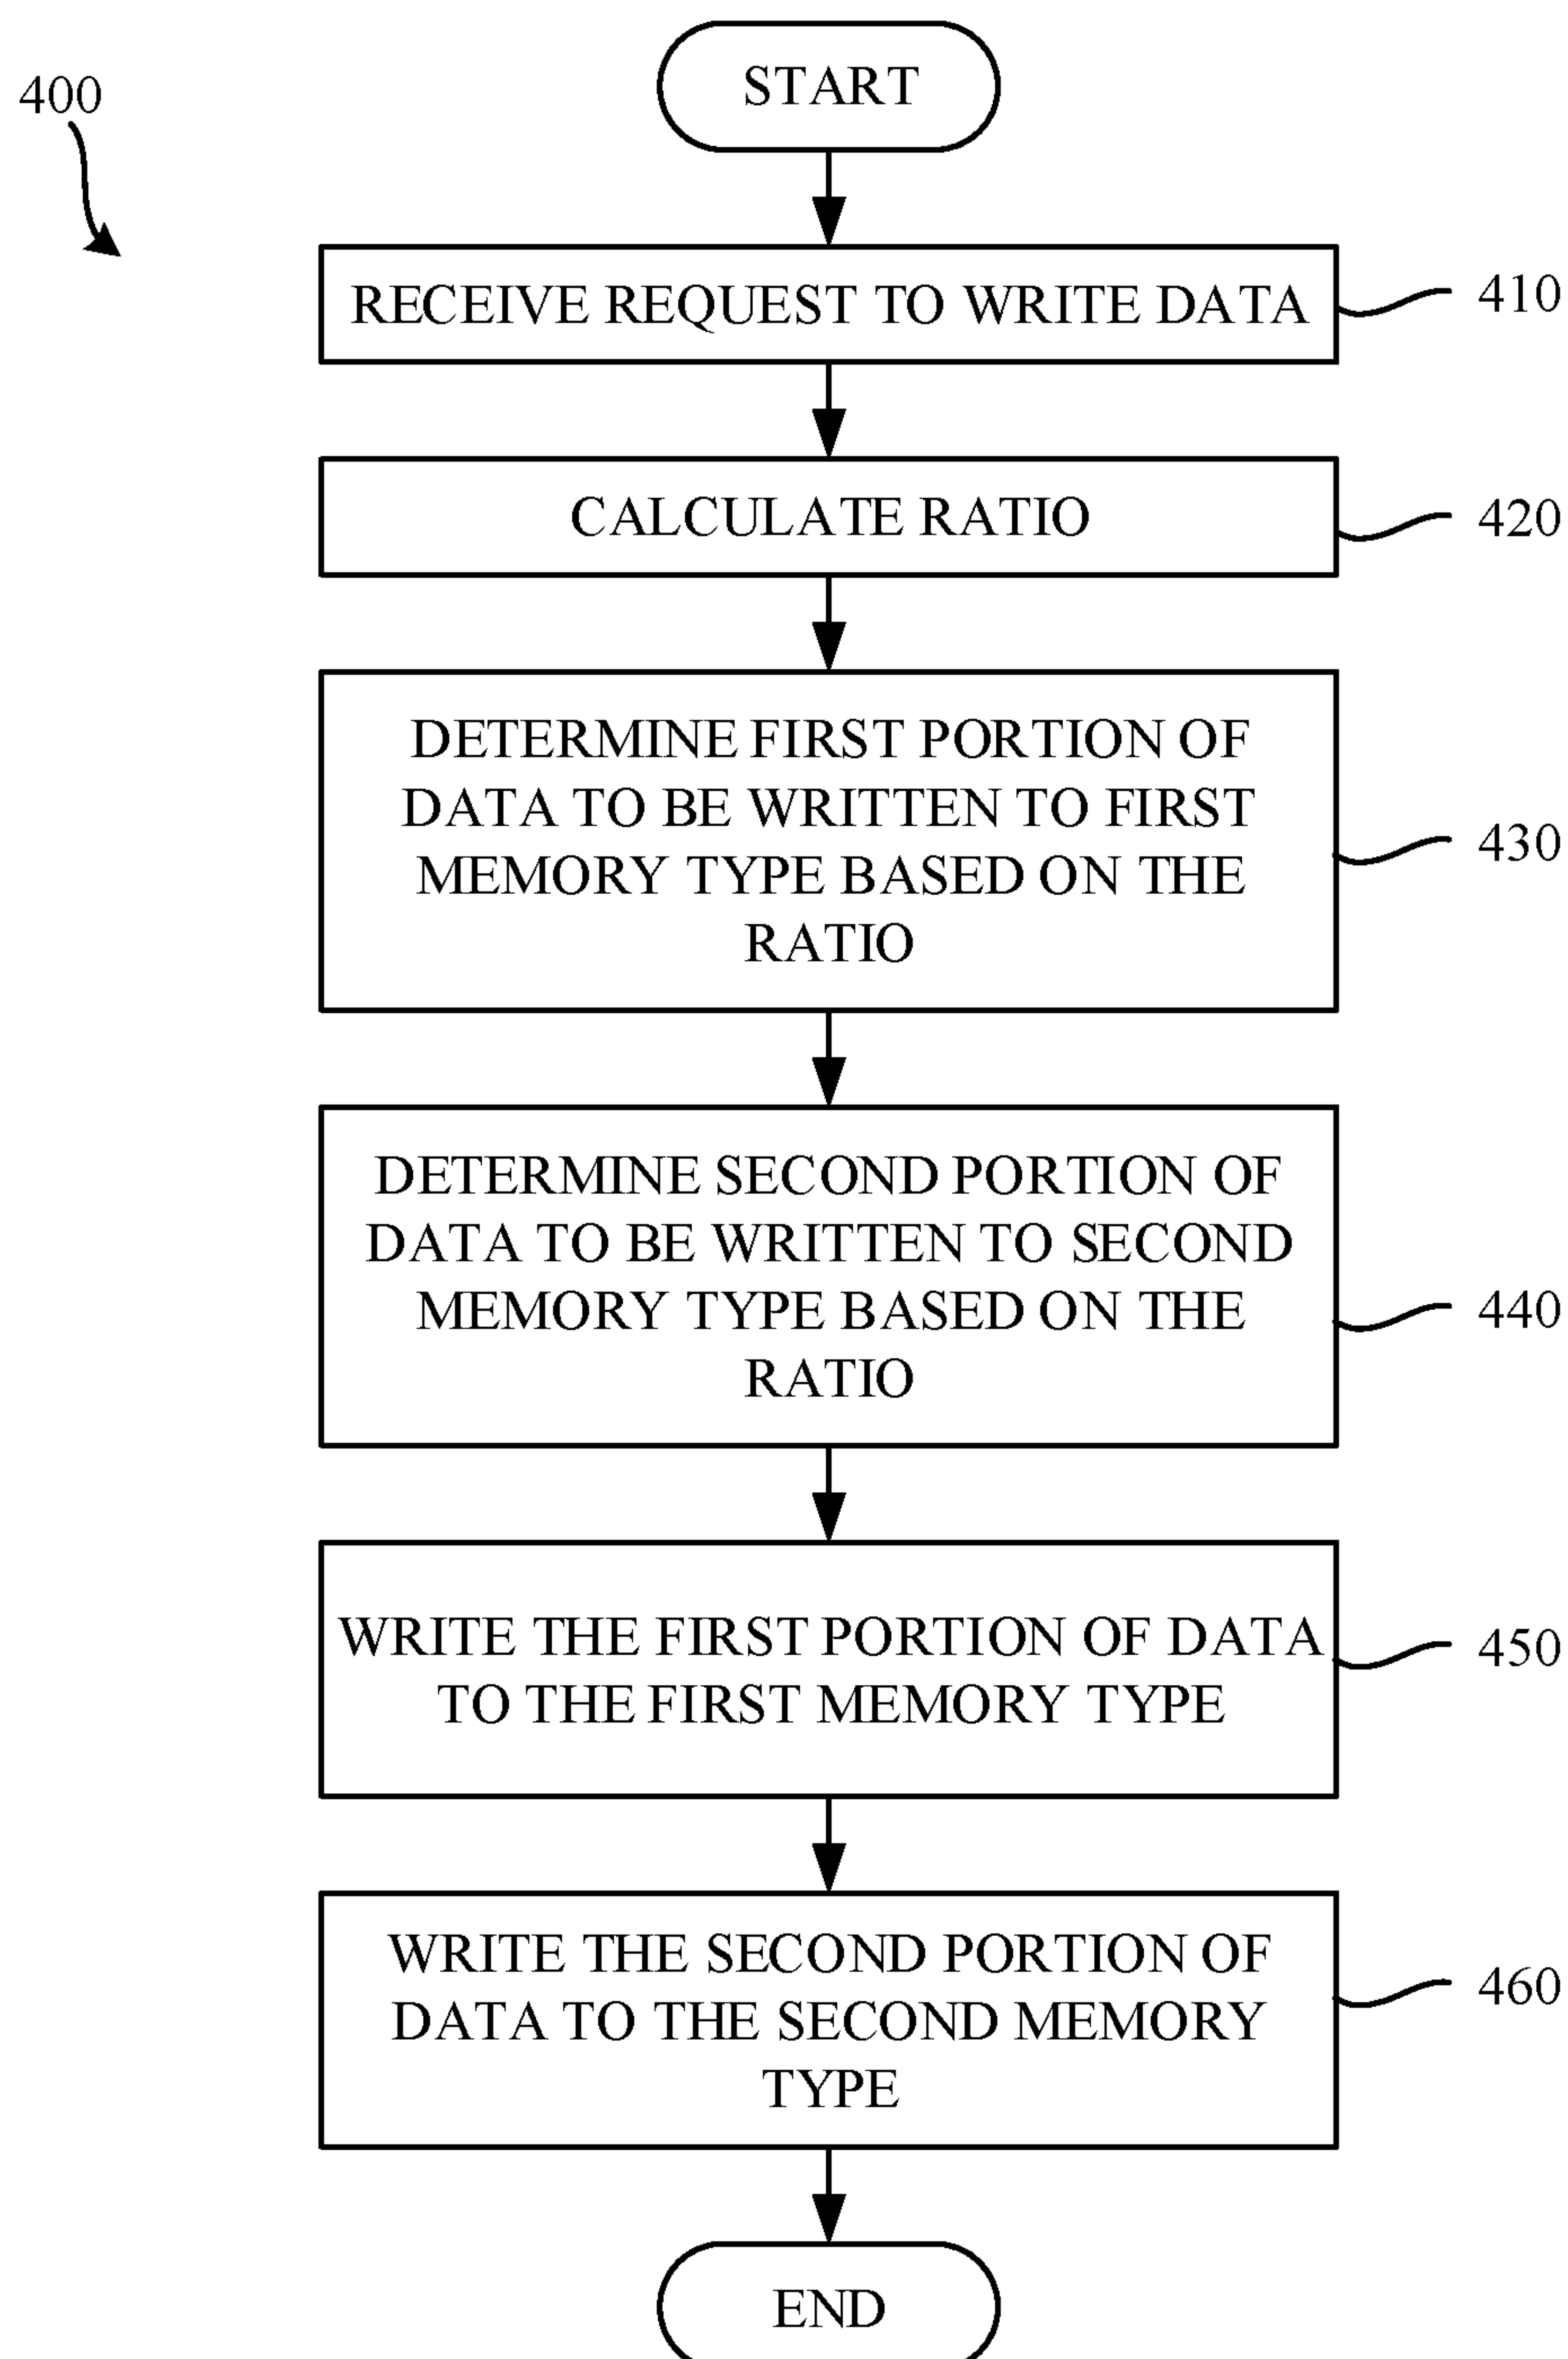 400
START
RECEIVE REQUEST TO WRITE DATA
410
CALCULATE RATIO
420
DETERMINE FIRST PORTION OF
DATA TO BE WRITTEN TO FIRST
MEMORY TYPE BASED ON THE
RATIO
430
DETERMINE SECOND PORTION OF
DATA TO BE WRITTEN TO SECOND
MEMORY TYPE BASED ON THE
RATIO
440
WRITE THE FIRST PORTION OF DATA
TO THE FIRST MEMORY TYPE
450
WRITE THE SECOND PORTION OF
DATA TO THE SECOND MEMORY
TYPE
460
END